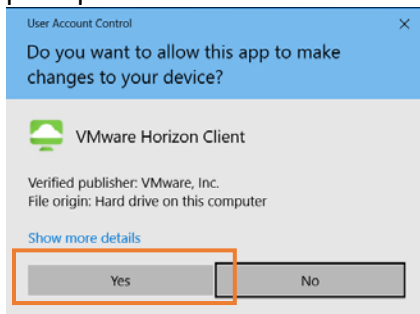 User Account Control
Do you want to allow this app to make
changes to your device?
VMware Horizon Client
Verified publisher: VMware, Inc.
File origin: Hard drive on this computer
Show more details
Yes No